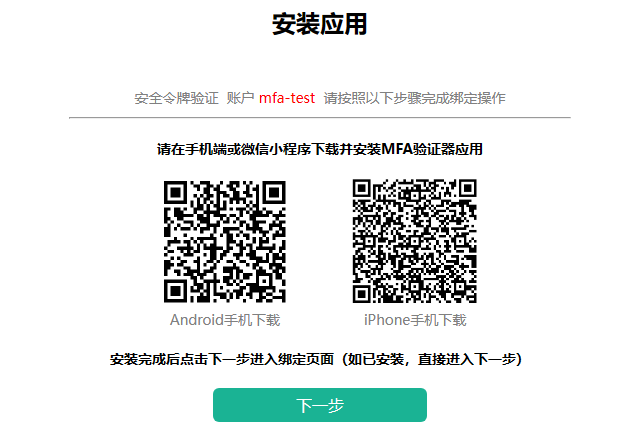 安装应用
安全令牌验证 账户 mfa-test 请按照以下步骤完成绑定操作
请在手机端或微信小程序下载并安装MFA验证器应用
Android手机下载 iPhone手机下载
安装完成后点击下一步进入绑定页面（如已安装，直接进入下一步）
下一步